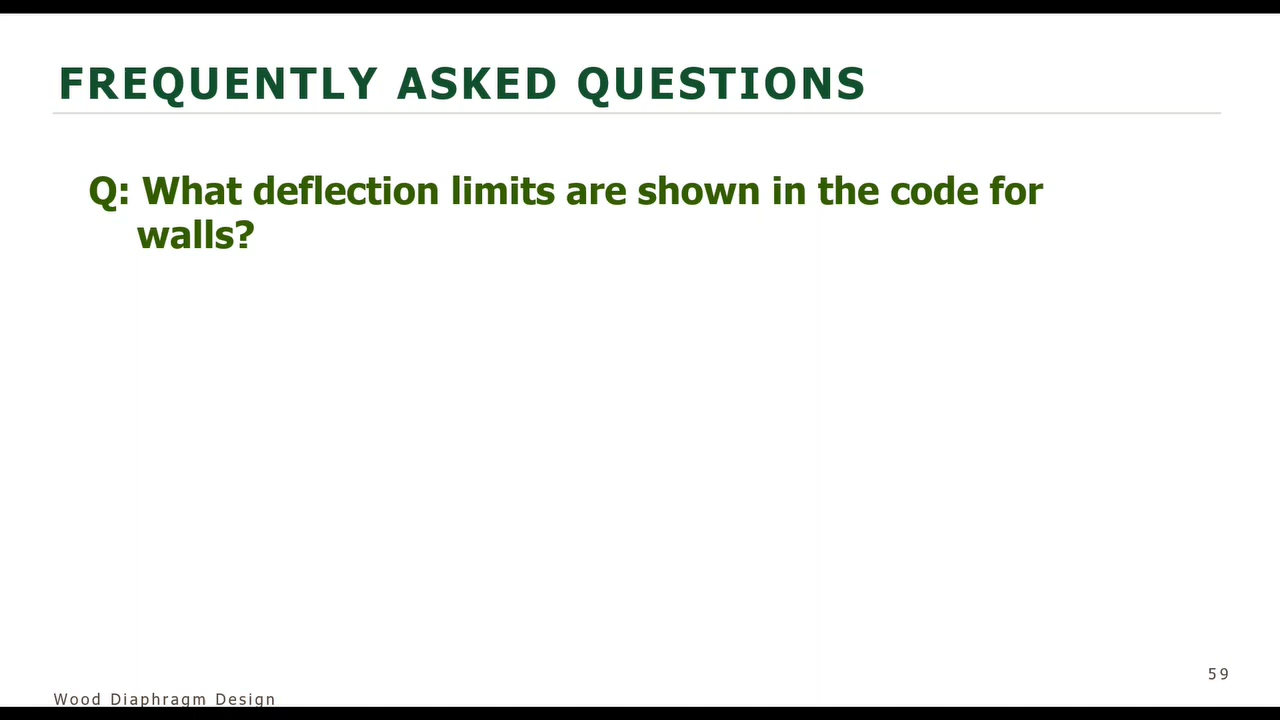 FREQUENTLY ASKED QUESTIONS
Q: What deflection limits are shown in the code for
walls?
59
Wood Diaphragm Design